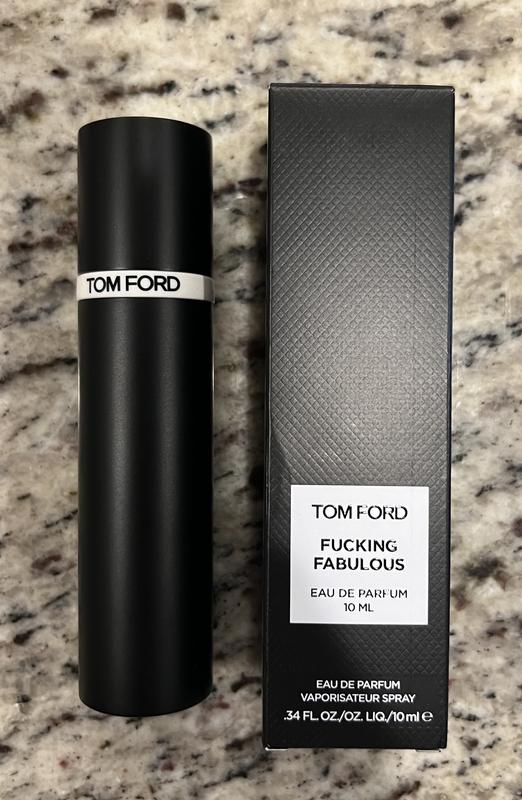 TOM FORD
TOM FORD
FUCKING
FABULOUS
EAU DE PARFUM
10 ML
EAU DE PARFUM
VAPORISATEUR SPRAY
.34 FL. OZ./OZ. LIQ./10 ml ℮